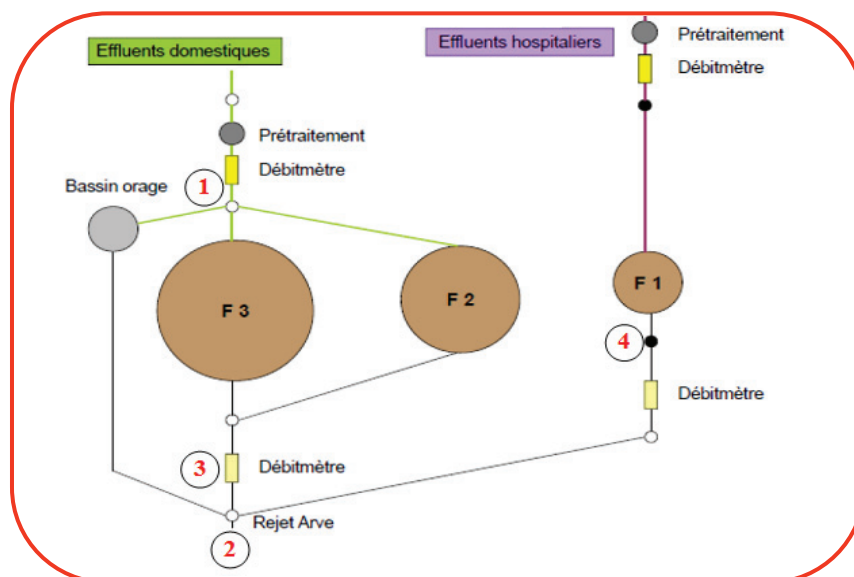 Effluents domestiques
Effluents hospitaliers
Prétraitement
Débitmètre
Prétraitement
Débitmètre
1
Bassin orage
F 3
F 2
F 1
4
Débitmètre
3
Débitmètre
Rejet Arve
2